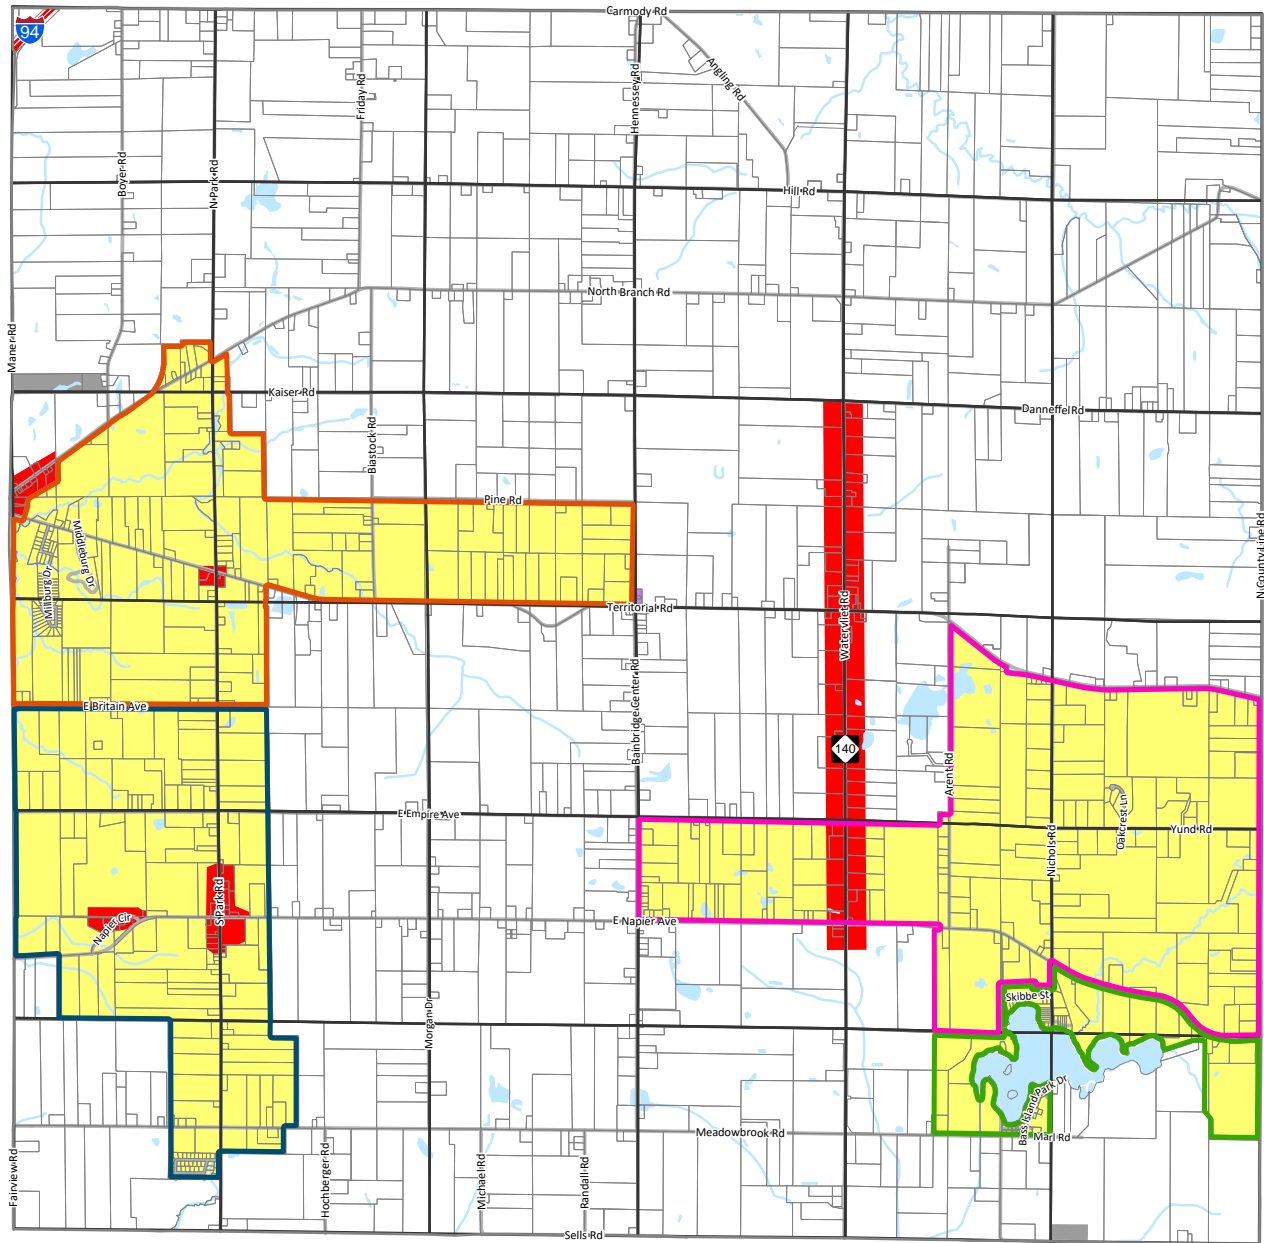 Carmody Rd
94
Angling Rd
Friday Rd
Hennessey Rd
Boyer Rd
N Park Rd
Hill Rd
North Branch Rd
Maner Rd
Kaiser Rd
Danneffel Rd
Blastock Rd
Pine Rd
N County Line Rd
Middleburg Dr
Millburg Dr
Territorial Rd
Watervliet Rd
Bainbridge Center Rd
E Britain Ave
140
Arent Rd
E Empire Ave
Oakcrest Ln
Yund Rd
Nichols Rd
S Park Rd
Napier Cir
E Napier Ave
Skibbe St
Morgan Dr
Bass Island Park Dr
Meadowbrook Rd
Marl Rd
Fairview Rd
Hochberger Rd
Michael Rd
Randall Rd
Sells Rd